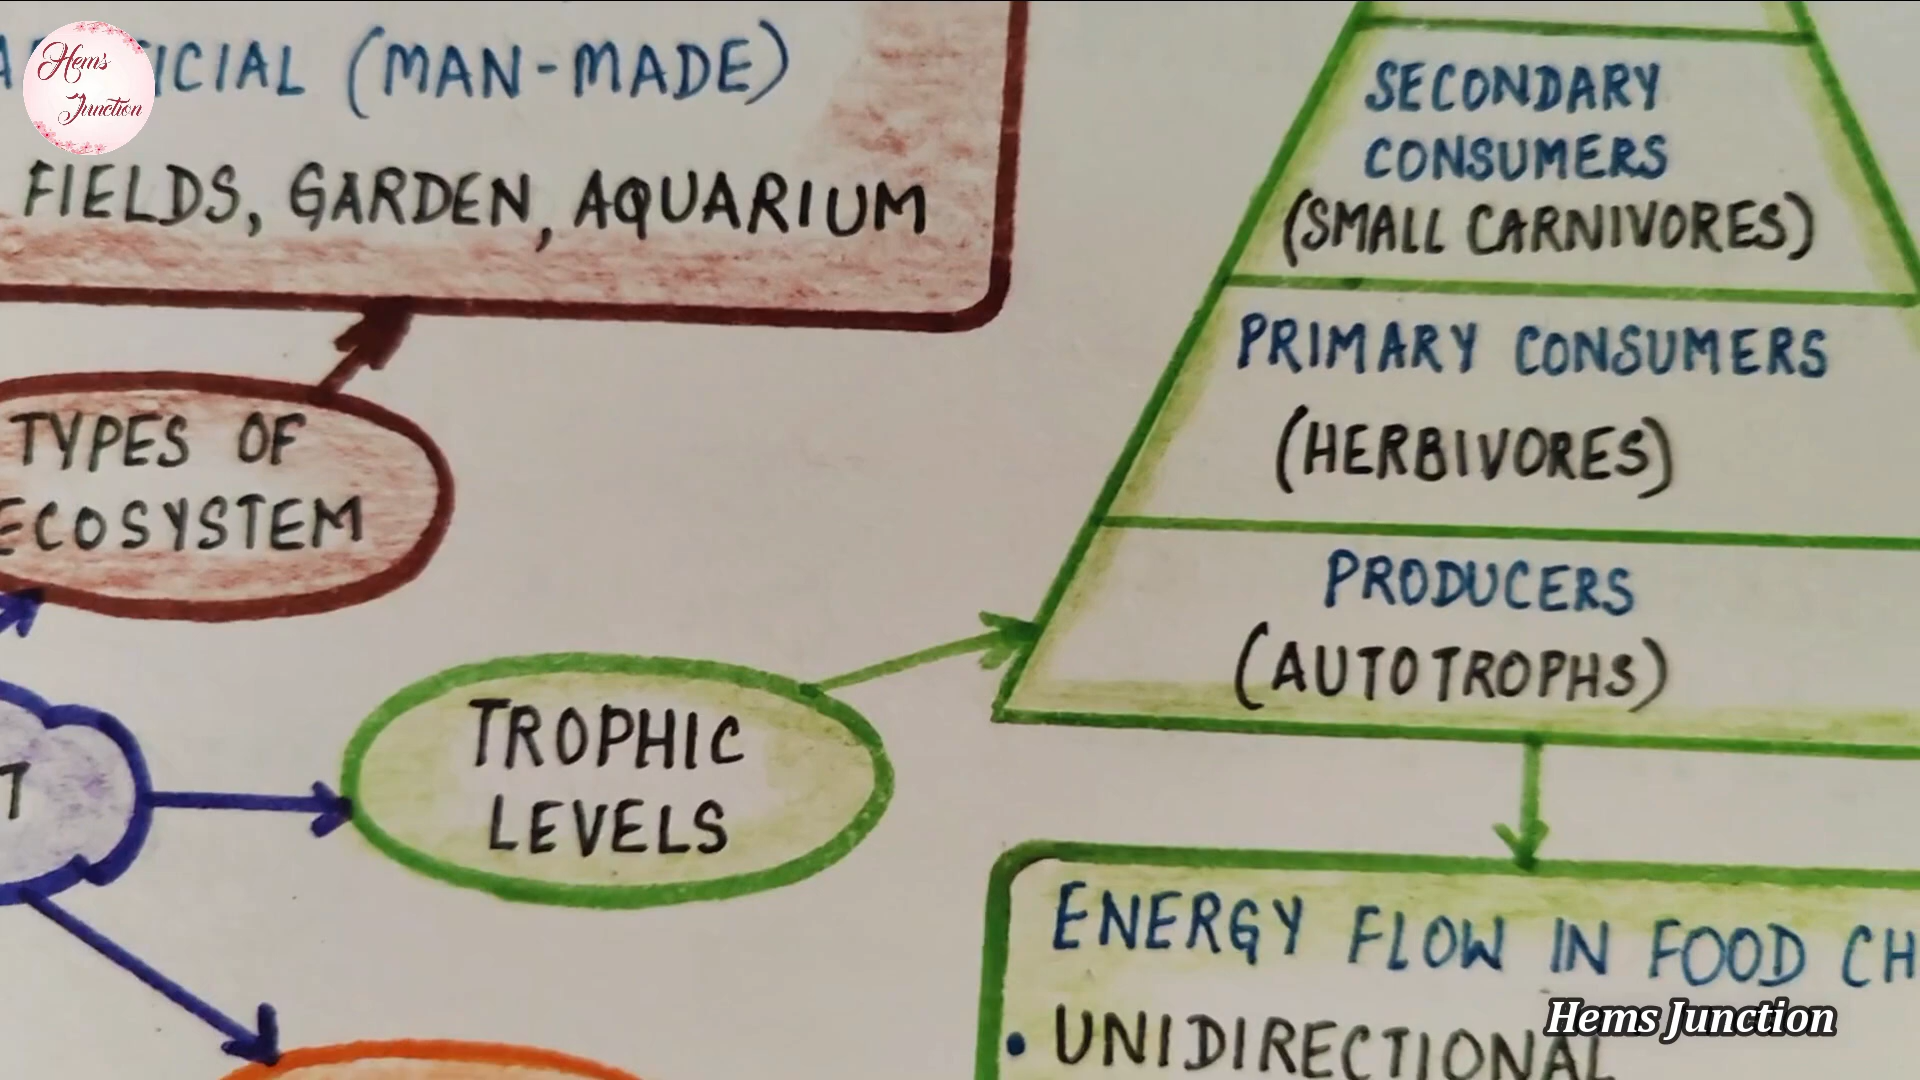 Hems
Junction
ICIAL (MAN-MADE)
FIELDS, GARDEN, AQUARIUM
TYPES OF
ECOSYSTEM
TROPHIC
LEVELS
SECONDARY
CONSUMERS
(SMALL CARNIVORES)
PRIMARY CONSUMERS
(HERBIVORES)
PRODUCERS
(AUTOTROPHS)
ENERGY FLOW IN FOOD CH
• UNIDIRECTIONAL
Hems Junction